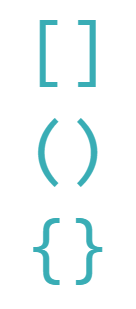 [ ]
( )
{ }